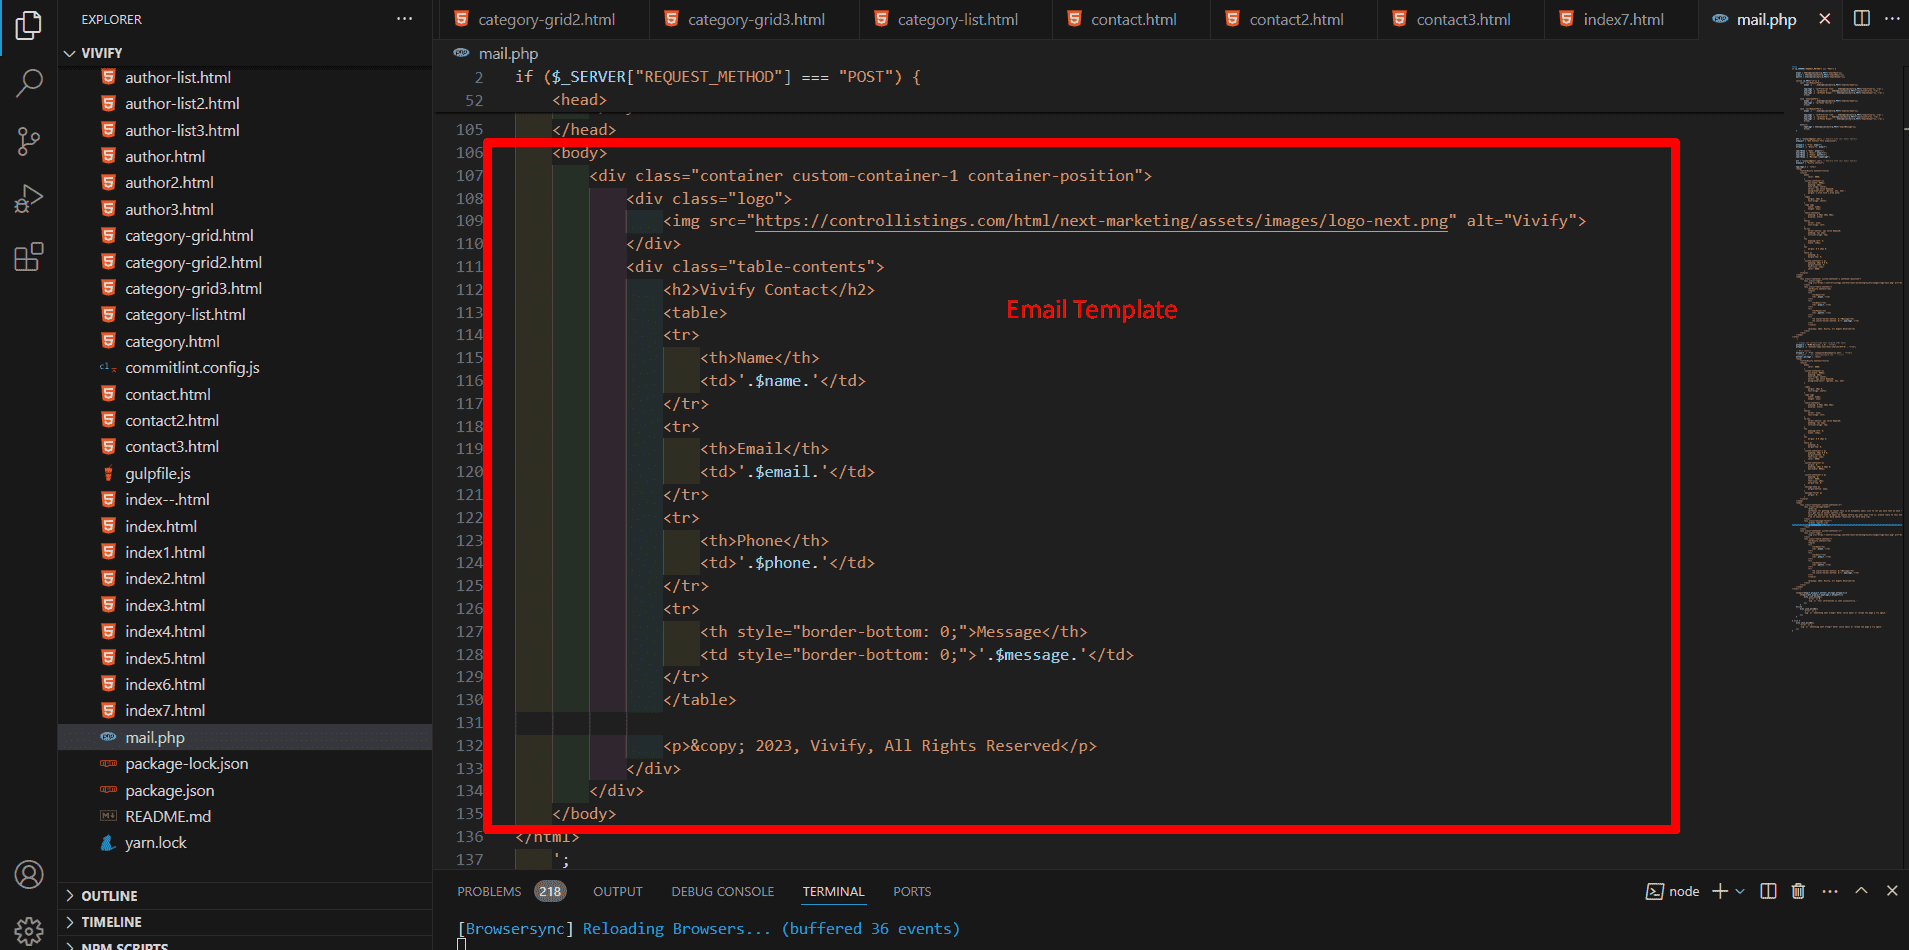 EXPLORER
VIVIFY
author-list.html
author-list2.html
author-list3.html
author.html
author2.html
author3.html
category-grid.html
category-grid2.html
category-grid3.html
category-list.html
category.html
commitlint.config.js
contact.html
contact2.html
contact3.html
gulpfile.js
index--.html
index.html
index1.html
index2.html
index3.html
index4.html
index5.html
index6.html
index7.html
mail.php
package-lock.json
package.json
README.md
yarn.lock
OUTLINE
TIMELINE
NPM SCRIPTS
category-grid2.html category-grid3.html category-list.html contact.html contact2.html contact3.html index7.html mail.php
mail.php
2 if ($_SERVER["REQUEST_METHOD"] === "POST") {
52 <head>
105 </head>
106 <body>
107 <div class="container custom-container-1 container-position">
108 <div class="logo">
109 <img src="https://controllistings.com/html/next-marketing/assets/images/logo-next.png" alt="Vivify">
110 </div>
111 <div class="table-contents">
112 <h2>Vivify Contact</h2>
Email Template
113 <table>
114 <tr>
115 <th>Name</th>
116 <td>'.$name.'</td>
117 </tr>
118 <tr>
119 <th>Email</th>
120 <td>'.$email.'</td>
121 </tr>
122 <tr>
123 <th>Phone</th>
124 <td>'.$phone.'</td>
125 </tr>
126 <tr>
127 <th style="border-bottom: 0;">Message</th>
128 <td style="border-bottom: 0;">'.$message.'</td>
129 </tr>
130 </table>
131
132 <p>&copy; 2023, Vivify, All Rights Reserved</p>
133 </div>
134 </div>
135 </body>
136 </html>
137 ';
PROBLEMS 218 OUTPUT DEBUG CONSOLE TERMINAL PORTS node
[Browsersync] Reloading Browsers... (buffered 36 events)